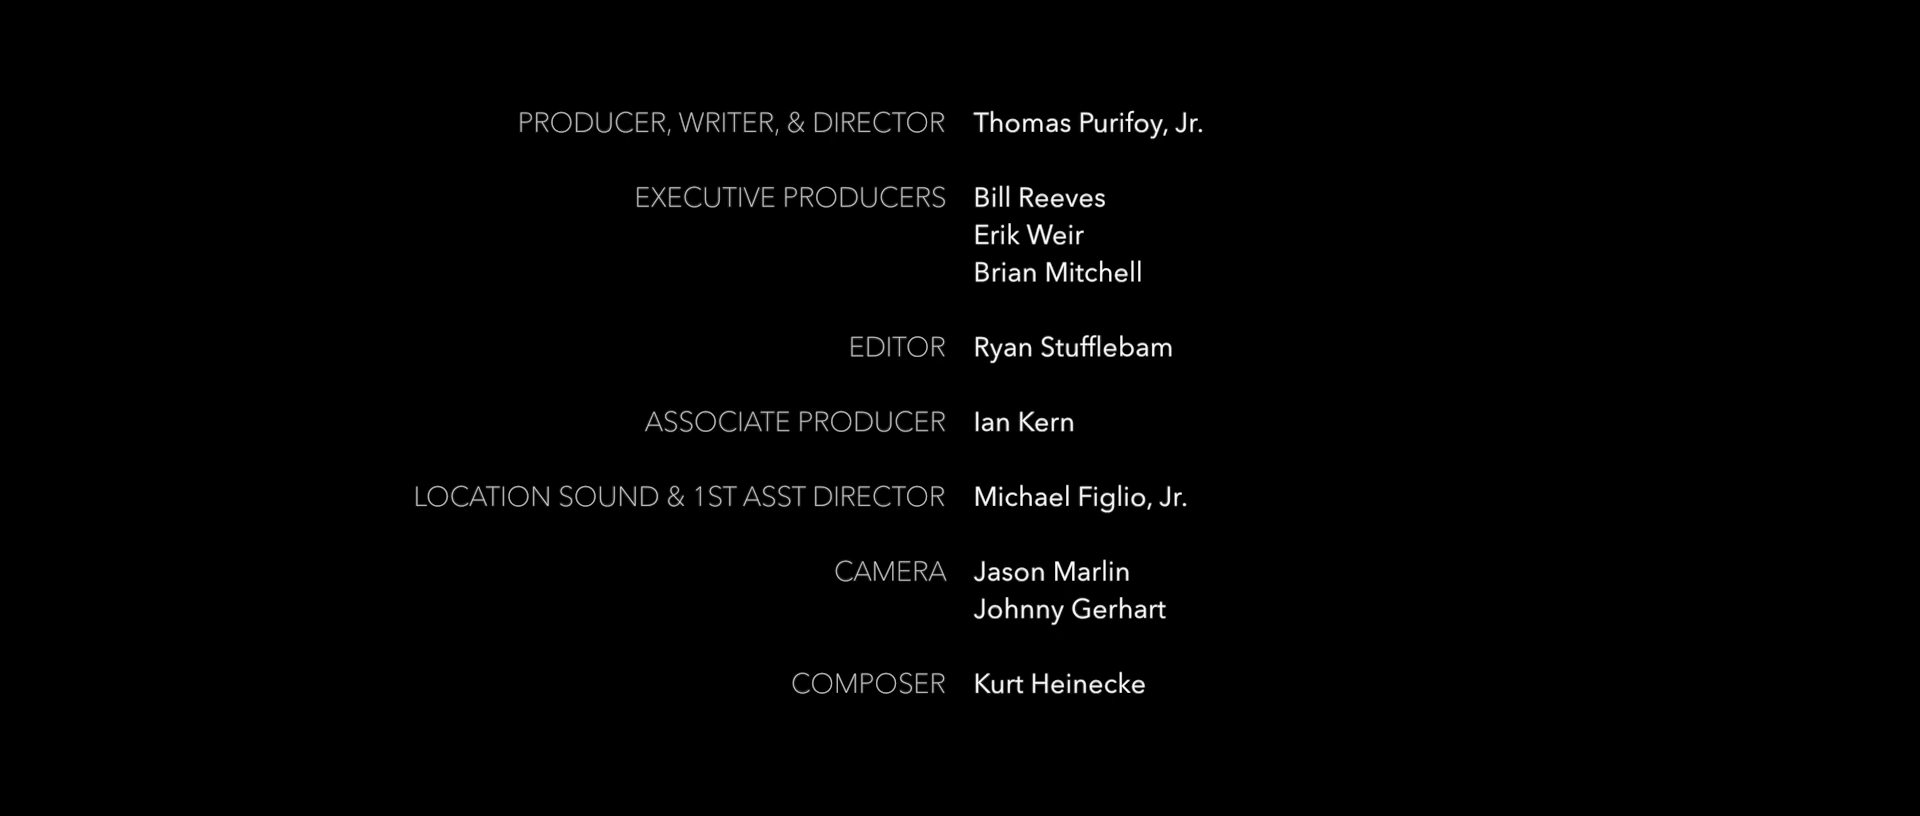 PRODUCER, WRITER, & DIRECTOR Thomas Purifoy, Jr.
EXECUTIVE PRODUCERS Bill Reeves
Erik Weir
Brian Mitchell
EDITOR Ryan Stufflebam
ASSOCIATE PRODUCER Ian Kern
LOCATION SOUND & 1ST ASST DIRECTOR Michael Figlio, Jr.
CAMERA Jason Marlin
Johnny Gerhart
COMPOSER Kurt Heinecke